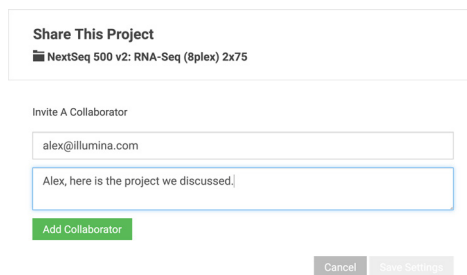 Share This Project
NextSeq 500 v2: RNA-Seq (8plex) 2x75
Invite A Collaborator
alex@illumina.com
Alex, here is the project we discussed.
Add Collaborator
Cancel Save Settings